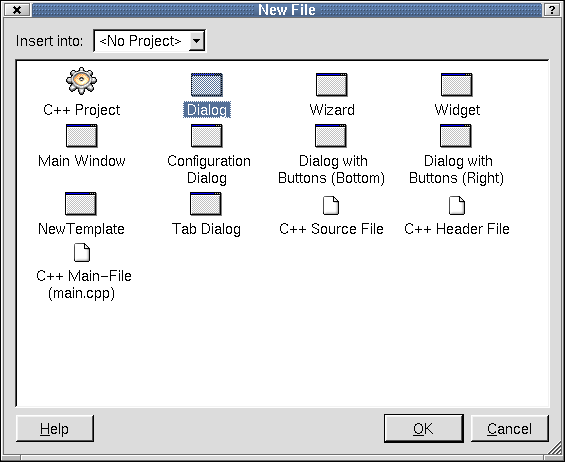 New File
?
Insert into: <No Project>
C++ Project Dialog Wizard Widget
Main Window Configuration Dialog with Dialog with
Dialog Buttons (Bottom) Buttons (Right)
NewTemplate Tab Dialog C++ Source File C++ Header File
C++ Main-File
(main.cpp)
Help OK Cancel